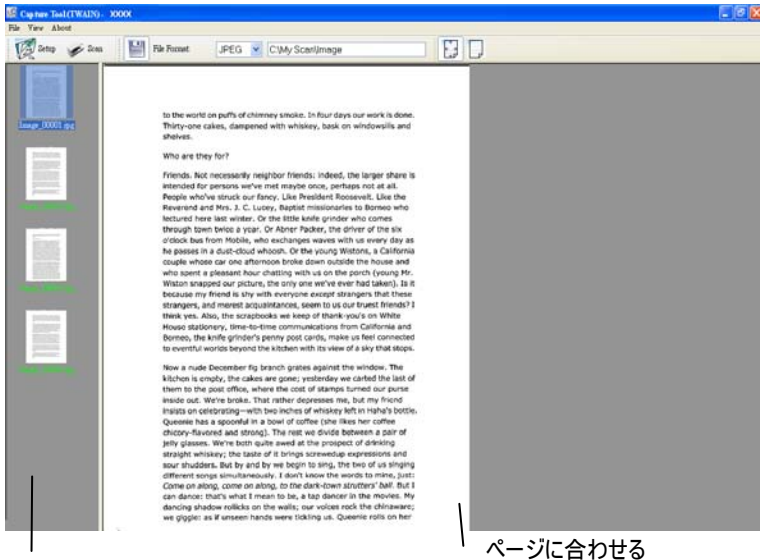 Capture Tool(TWAIN) - XXXX
File View About
Setup Scan File Format: JPEG C:\My Scan\Image
Image_00001.jpg
to the world on puffs of chimney smoke. In four days our work is done.
Thirty-one cakes, dampened with whiskey, bask on windowsills and
shelves.
Who are they for?
Friends. Not necessarily neighbor friends: indeed, the larger share is
intended for persons we've met maybe once, perhaps not at all.
People who've struck our fancy. Like President Roosevelt. Like the
Reverend and Mrs. J. C. Lucey, Baptist missionaries to Borneo who
lectured here last winter. Or the little knife grinder who comes
through town twice a year. Or Abner Packer, the driver of the six
o'clock bus from Mobile, who exchanges waves with us every day as
he passes in a dust-cloud whoosh. Or the young Wistons, a California
couple whose car one afternoon broke down outside the house and
who spent a pleasant hour chatting with us on the porch (young Mr.
Wiston snapped our picture, the only one we've ever had taken). Is it
because my friend is shy with everyone except strangers that these
strangers, and merest acquaintances, seem to us our truest friends? I
think yes. Also, the scrapbooks we keep of thank-you's on White
House stationery, time-to-time communications from California and
Borneo, the knife grinder's penny post cards, make us feel connected
to eventful worlds beyond the kitchen with its view of a sky that stops.
Now a nude December fig branch grates against the window. The
kitchen is empty, the cakes are gone; yesterday we carted the last of
them to the post office, where the cost of stamps turned our purse
inside out. We're broke. That rather depresses me, but my friend
insists on celebrating—with two inches of whiskey left in Haha's bottle.
Queenie has a spoonful in a bowl of coffee (she likes her coffee
chicory-flavored and strong). The rest we divide between a pair of
jelly glasses. We're both quite awed at the prospect of drinking
straight whiskey; the taste of it brings screwedup expressions and
sour shudders. But by and by we begin to sing, the two of us singing
different songs simultaneously. I don't know the words to mine, just:
Come on along, come on along, to the dark-town strutters' ball. But I
can dance: that's what I mean to be, a tap dancer in the movies. My
dancing shadow rollicks on the walls; our voices rock the chinaware;
we giggle: as if unseen hands were tickling us. Queenie rolls on her
ページに合わせる